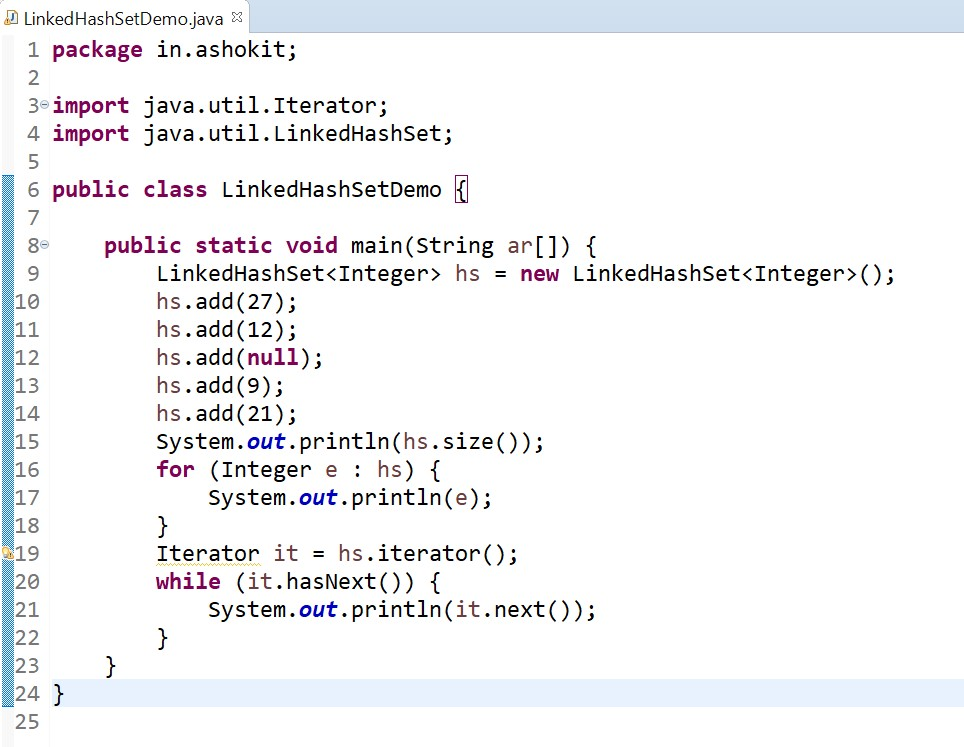 LinkedHashSetDemo.java
1 package in.ashokit;
2
3 import java.util.Iterator;
4 import java.util.LinkedHashSet;
5
6 public class LinkedHashSetDemo {
7
8     public static void main(String ar[]) {
9         LinkedHashSet<Integer> hs = new LinkedHashSet<Integer>();
10         hs.add(27);
11         hs.add(12);
12         hs.add(null);
13         hs.add(9);
14         hs.add(21);
15         System.out.println(hs.size());
16         for (Integer e : hs) {
17             System.out.println(e);
18         }
19         Iterator it = hs.iterator();
20         while (it.hasNext()) {
21             System.out.println(it.next());
22         }
23     }
24 }
25